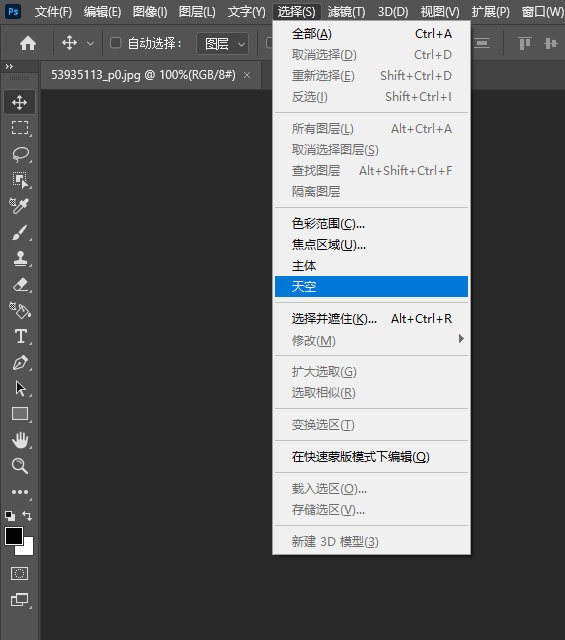 Ps 文件(F) 编辑(E) 图像(I) 图层(L) 文字(Y) 选择(S) 滤镜(T) 3D(D) 视图(V) 扩展(P) 窗口(W)
自动选择: 图层
53935113_p0.jpg @ 100%(RGB/8#) ×
全部(A) Ctrl+A
取消选择(D) Ctrl+D
重新选择(E) Shift+Ctrl+D
反选(I) Shift+Ctrl+I
所有图层(L) Alt+Ctrl+A
取消选择图层(S)
查找图层 Alt+Shift+Ctrl+F
隔离图层
色彩范围(C)...
焦点区域(U)...
主体
天空
选择并遮住(K)... Alt+Ctrl+R
修改(M)
扩大选取(G)
选取相似(R)
变换选区(T)
在快速蒙版模式下编辑(Q)
载入选区(O)...
存储选区(V)...
新建 3D 模型(3)